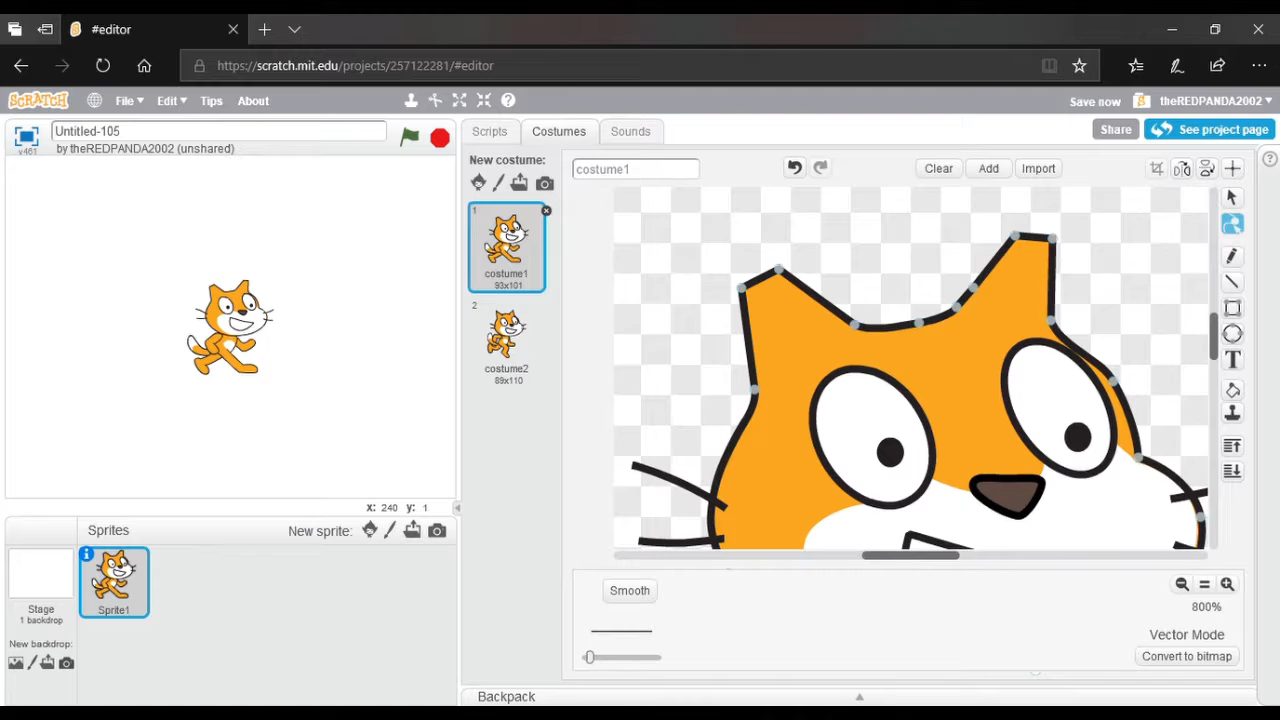 #editor
https://scratch.mit.edu/projects/257122281/#editor
SCRATCH
File
Edit
Tips
About
Save now
theREDPANDA2002
Untitled-105
by theREDPANDA2002 (unshared)
v461
Scripts
Costumes
Sounds
Share
See project page
New costume:
costume1
Clear
Add
Import
1
costume1
93x101
2
costume2
89x110
T
x: 240 y: 1
Sprites
New sprite:
Stage
1 backdrop
New backdrop:
Sprite1
Smooth
800%
Vector Mode
Convert to bitmap
Backpack